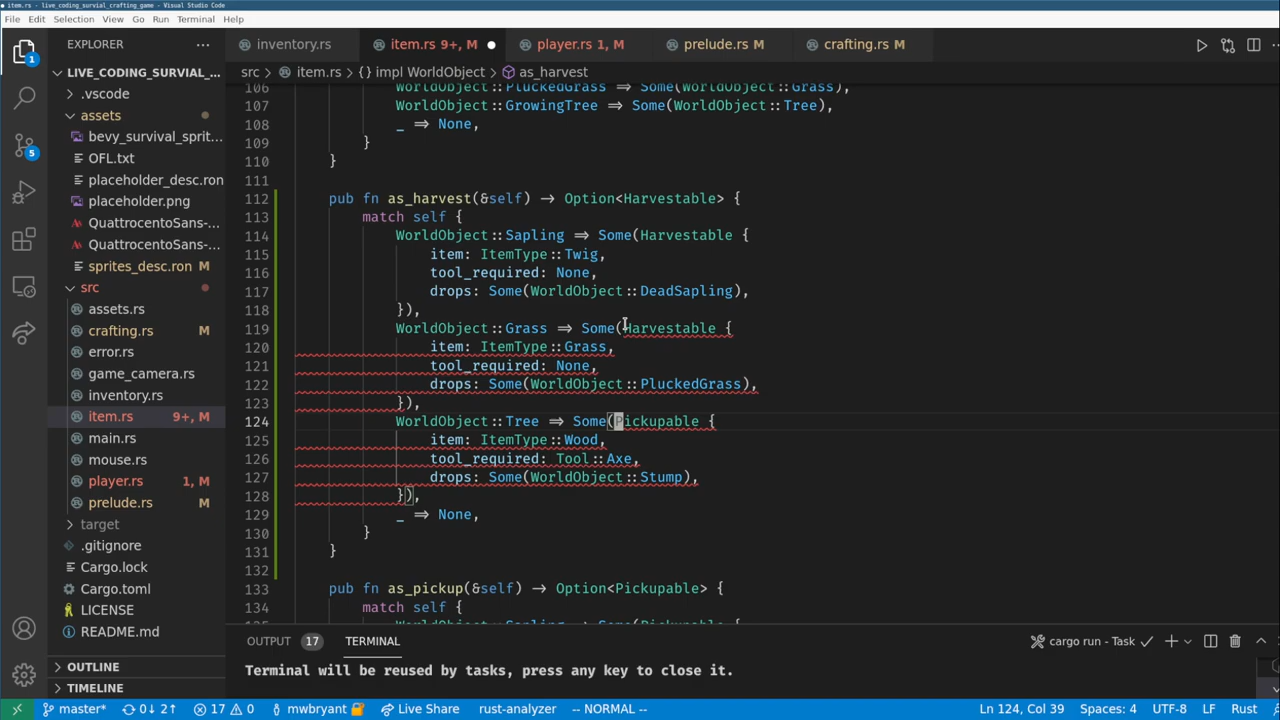 item.rs - live_coding_survial_crafting_game - Visual Studio Code
File Edit Selection View Go Run Terminal Help
EXPLORER
inventory.rs
item.rs 9+, M
player.rs 1, M
prelude.rs M
crafting.rs M
src > item.rs > {} impl WorldObject > as_harvest
1
5
LIVE_CODING_SURVIAL_...
.vscode
assets
bevy_survival_sprit...
OFL.txt
placeholder_desc.ron
placeholder.png
QuattrocentoSans-...
QuattrocentoSans-...
sprites_desc.ron M
src
assets.rs
crafting.rs M
error.rs
game_camera.rs
inventory.rs
item.rs 9+, M
main.rs
mouse.rs
player.rs 1, M
prelude.rs M
target
.gitignore
Cargo.lock
Cargo.toml
LICENSE
README.md
OUTLINE
TIMELINE
106 WorldObject::PluckedGrass => Some(WorldObject::Grass),
107 WorldObject::GrowingTree => Some(WorldObject::Tree),
108 _ => None,
109 }
110 }
111
112 pub fn as_harvest(&self) -> Option<Harvestable> {
113 match self {
114 WorldObject::Sapling => Some(Harvestable {
115 item: ItemType::Twig,
116 tool_required: None,
117 drops: Some(WorldObject::DeadSapling),
118 }),
119 WorldObject::Grass => Some(Harvestable {
120 item: ItemType::Grass,
121 tool_required: None,
122 drops: Some(WorldObject::PluckedGrass),
123 }),
124 WorldObject::Tree => Some(Pickupable {
125 item: ItemType::Wood,
126 tool_required: Tool::Axe,
127 drops: Some(WorldObject::Stump),
128 }),
129 _ => None,
130 }
131 }
132
133 pub fn as_pickup(&self) -> Option<Pickupable> {
134 match self {
OUTPUT 17 TERMINAL
cargo run - Task
Terminal will be reused by tasks, press any key to close it.
master* 0↓ 2↑ 17 0 mwbryant Live Share rust-analyzer -- NORMAL -- Ln 124, Col 39 Spaces: 4 UTF-8 LF Rust